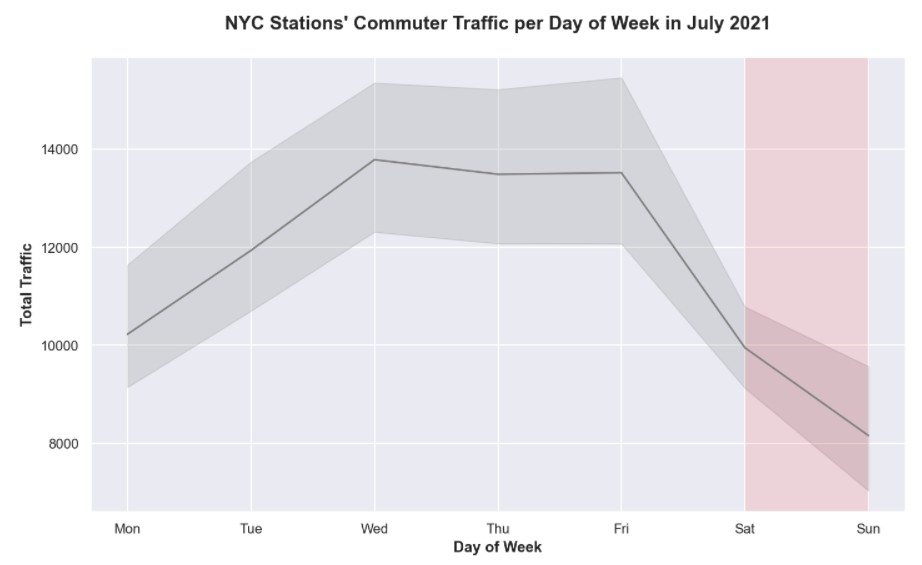 NYC Stations' Commuter Traffic per Day of Week in July 2021
14000
12000
10000
8000
Total Traffic
Mon Tue Wed Thu Fri Sat Sun
Day of Week